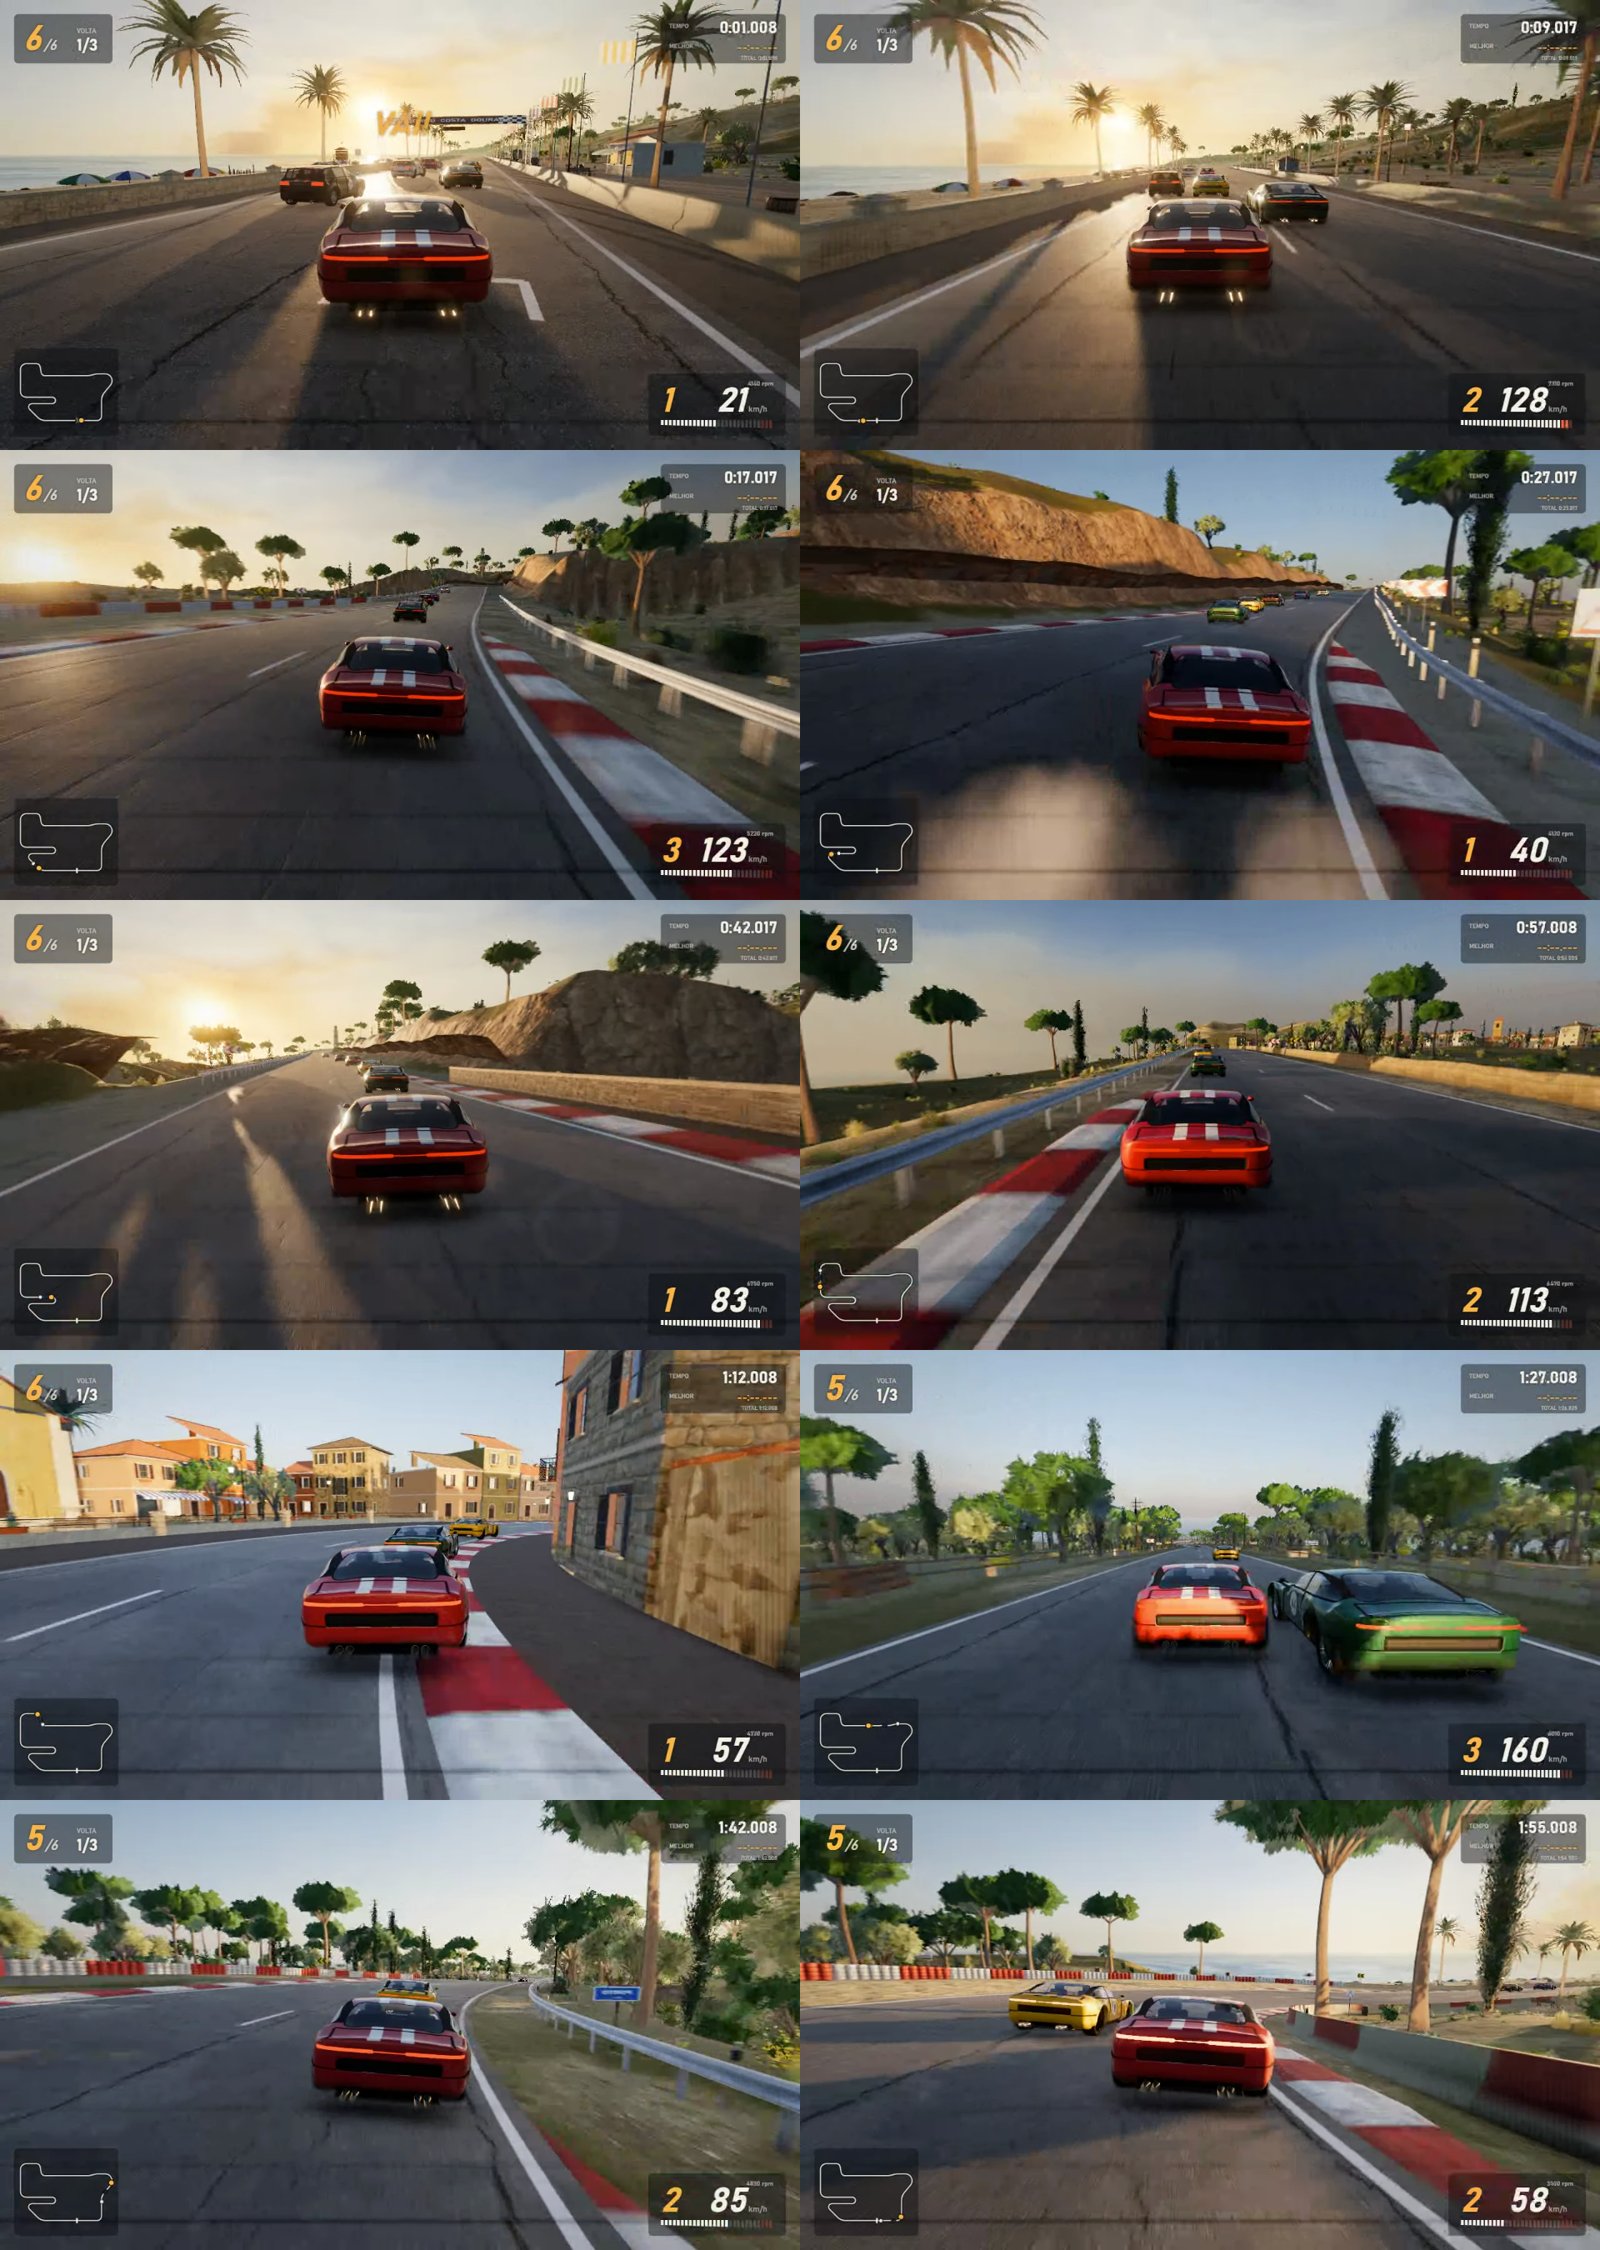 6/6
VOLTA
1/3
TEMPO
0:01.008
MELHOR
--:--.---
VAI!
COSTA DOURA
1
21
km/h
6/6
VOLTA
1/3
TEMPO
0:09.017
MELHOR
--:--.---
2
128
km/h
6/6
VOLTA
1/3
TEMPO
0:17.017
MELHOR
--:--.---
3
123
km/h
6/6
VOLTA
1/3
TEMPO
0:27.017
MELHOR
--:--.---
1
40
km/h
6/6
VOLTA
1/3
TEMPO
0:42.017
MELHOR
--:--.---
1
83
km/h
6/6
VOLTA
1/3
TEMPO
0:57.008
MELHOR
--:--.---
2
113
km/h
6/6
VOLTA
1/3
TEMPO
1:12.008
MELHOR
--:--.---
1
57
km/h
5/6
VOLTA
1/3
TEMPO
1:27.008
MELHOR
--:--.---
3
160
km/h
5/6
VOLTA
1/3
TEMPO
1:42.008
MELHOR
--:--.---
2
85
km/h
5/6
VOLTA
1/3
TEMPO
1:55.008
MELHOR
--:--.---
2
58
km/h